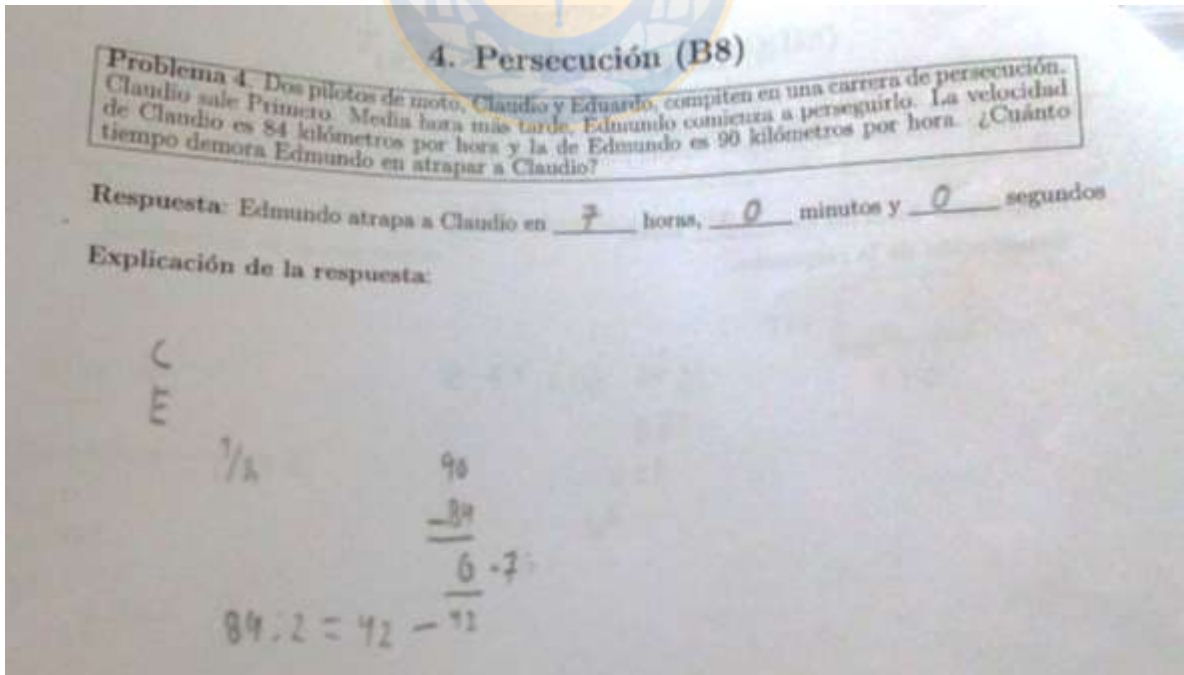 4. Persecución (B8)
Problema 4. Dos pilotos de moto, Claudio y Eduardo, compiten en una carrera de persecución.
Claudio sale Primero. Media hora más tarde, Edmundo comienza a perseguirlo. La velocidad
de Claudio es 84 kilómetros por hora y la de Edmundo es 90 kilómetros por hora. ¿Cuánto
tiempo demora Edmundo en atrapar a Claudio?
Respuesta: Edmundo atrapa a Claudio en 7 horas, 0 minutos y 0 segundos
Explicación de la respuesta:
C
E
90
-84
6 · 7
84 : 2 = 42 - 42